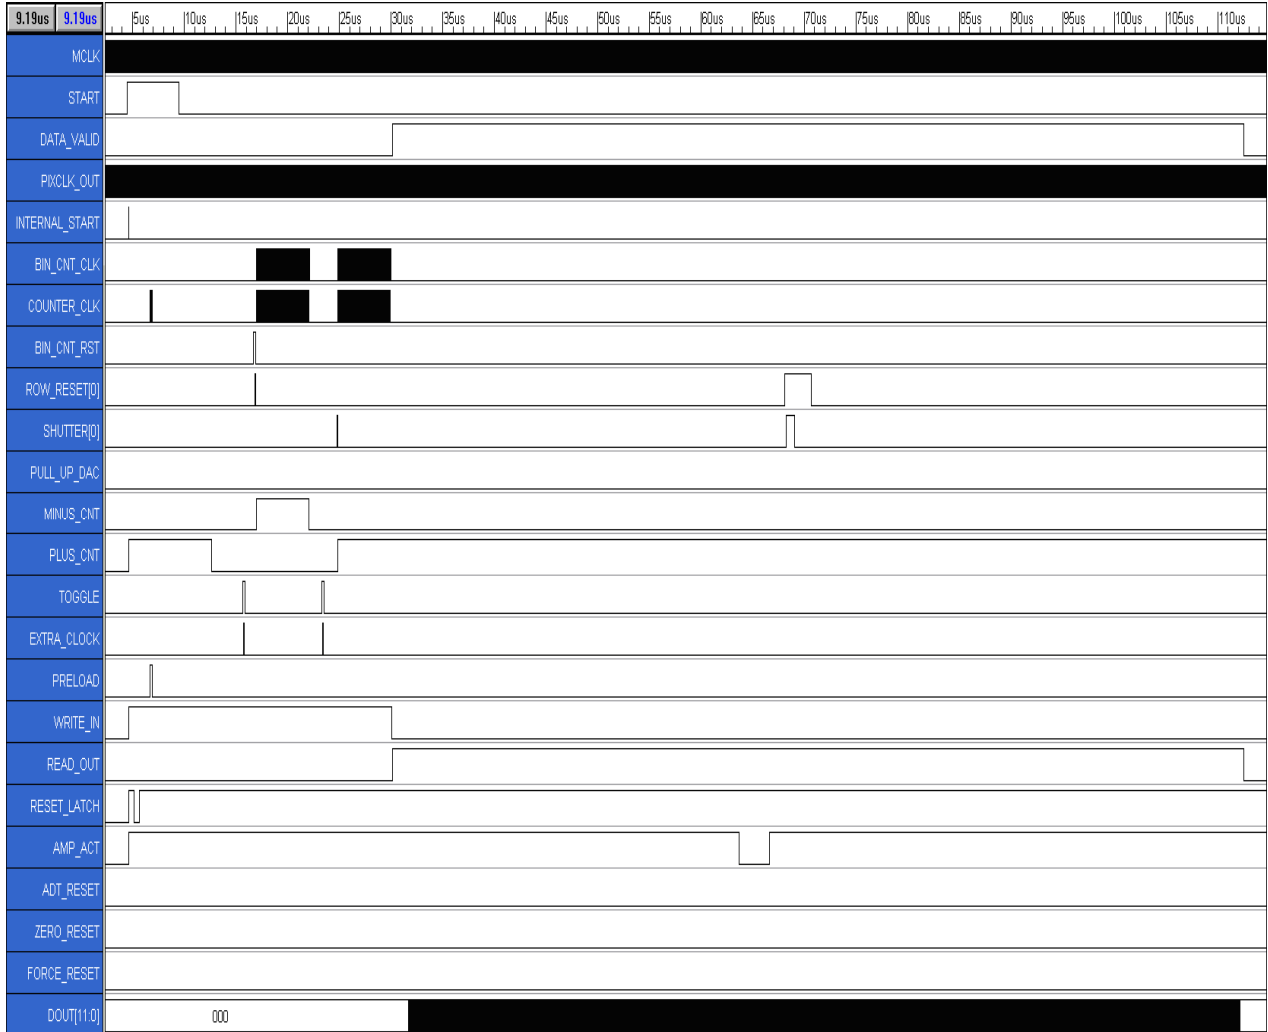 9.19us 9.19us 5us 10us 15us 20us 25us 30us 35us 40us 45us 50us 55us 60us 65us 70us 75us 80us 85us 90us 95us 100us 105us 110us
MCLK
START
DATA_VALID
PIXCLK_OUT
INTERNAL_START
BIN_CNT_CLK
COUNTER_CLK
BIN_CNT_RST
ROW_RESET[0]
SHUTTER[0]
PULL_UP_DAC
MINUS_CNT
PLUS_CNT
TOGGLE
EXTRA_CLOCK
PRELOAD
WRITE_IN
READ_OUT
RESET_LATCH
AMP_ACT
ADT_RESET
ZERO_RESET
FORCE_RESET
DOUT[11:0] 000